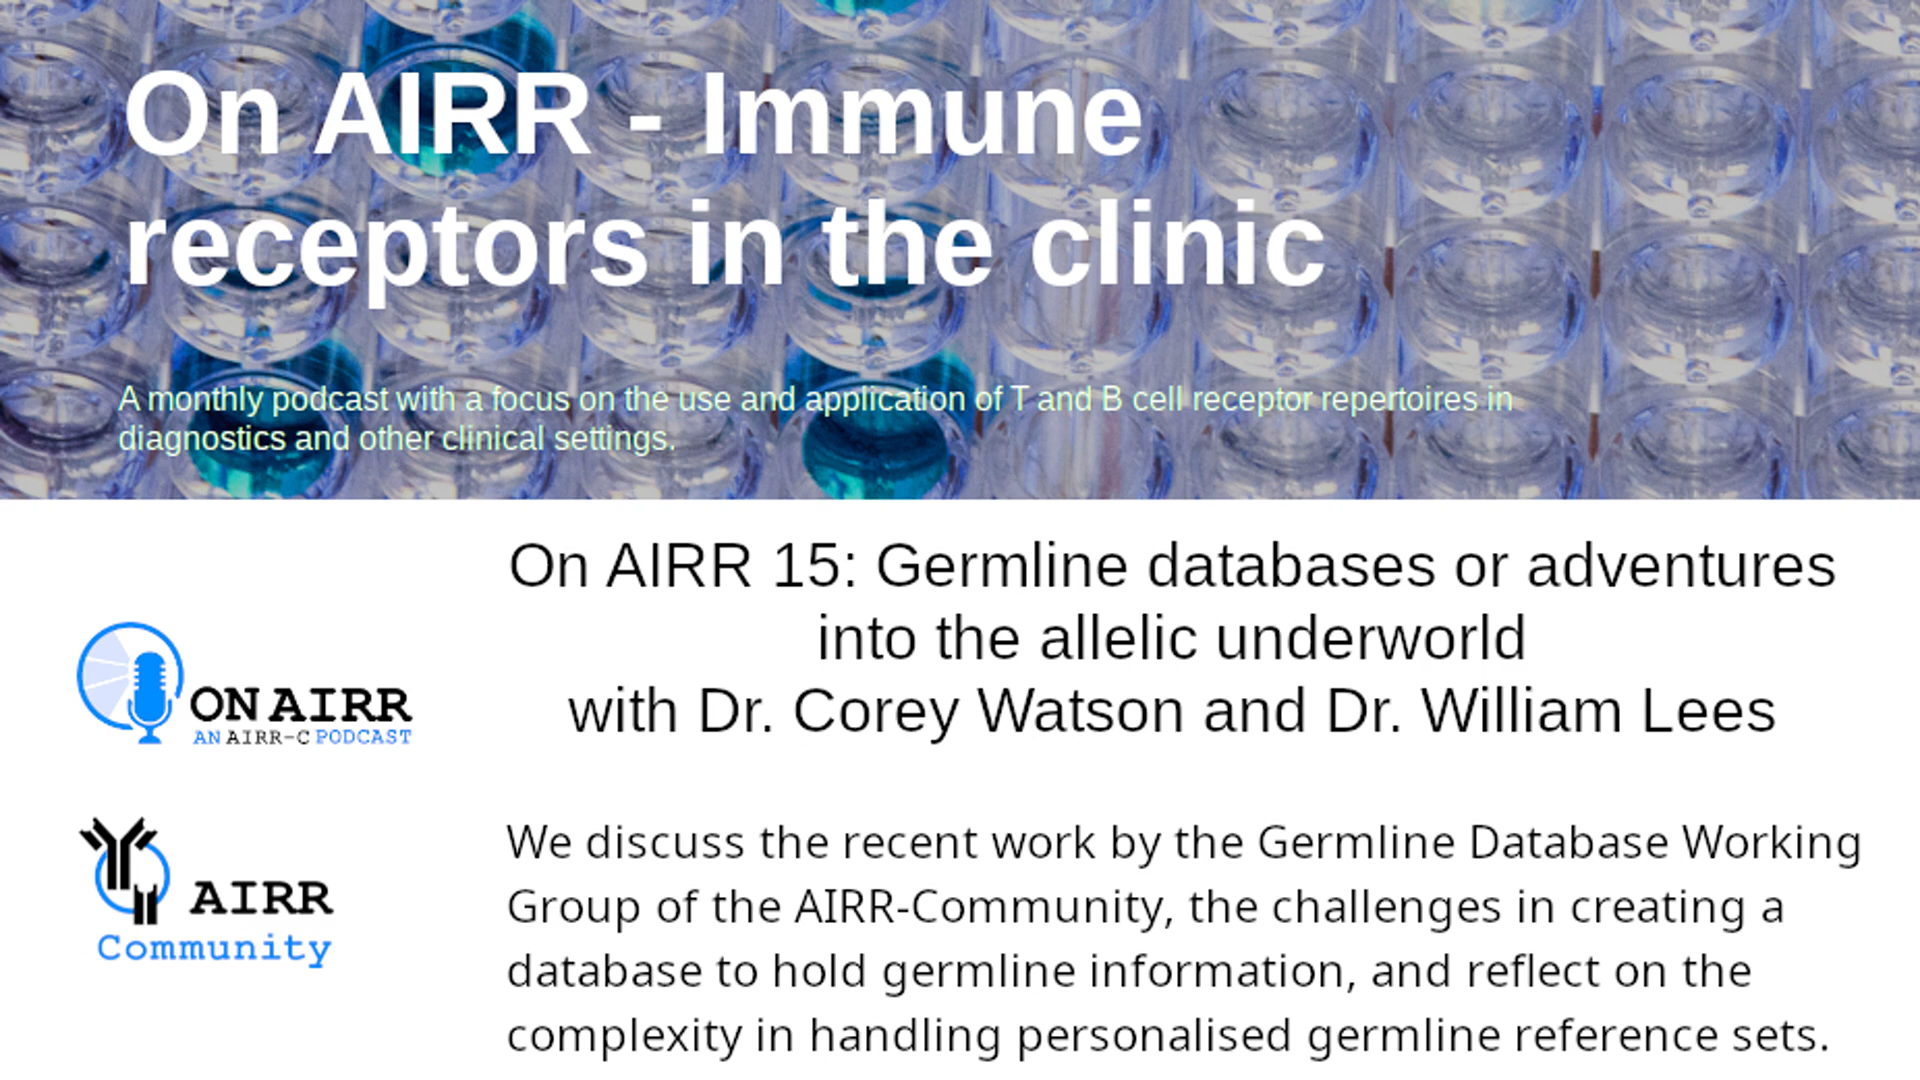 On AIRR - Immune
receptors in the clinic
A monthly podcast with a focus on the use and application of T and B cell receptor repertoires in
diagnostics and other clinical settings.
On AIRR 15: Germline databases or adventures
into the allelic underworld
with Dr. Corey Watson and Dr. William Lees
ON AIRR
AN AIRR-C PODCAST
AIRR
Community
We discuss the recent work by the Germline Database Working
Group of the AIRR-Community, the challenges in creating a
database to hold germline information, and reflect on the
complexity in handling personalised germline reference sets.